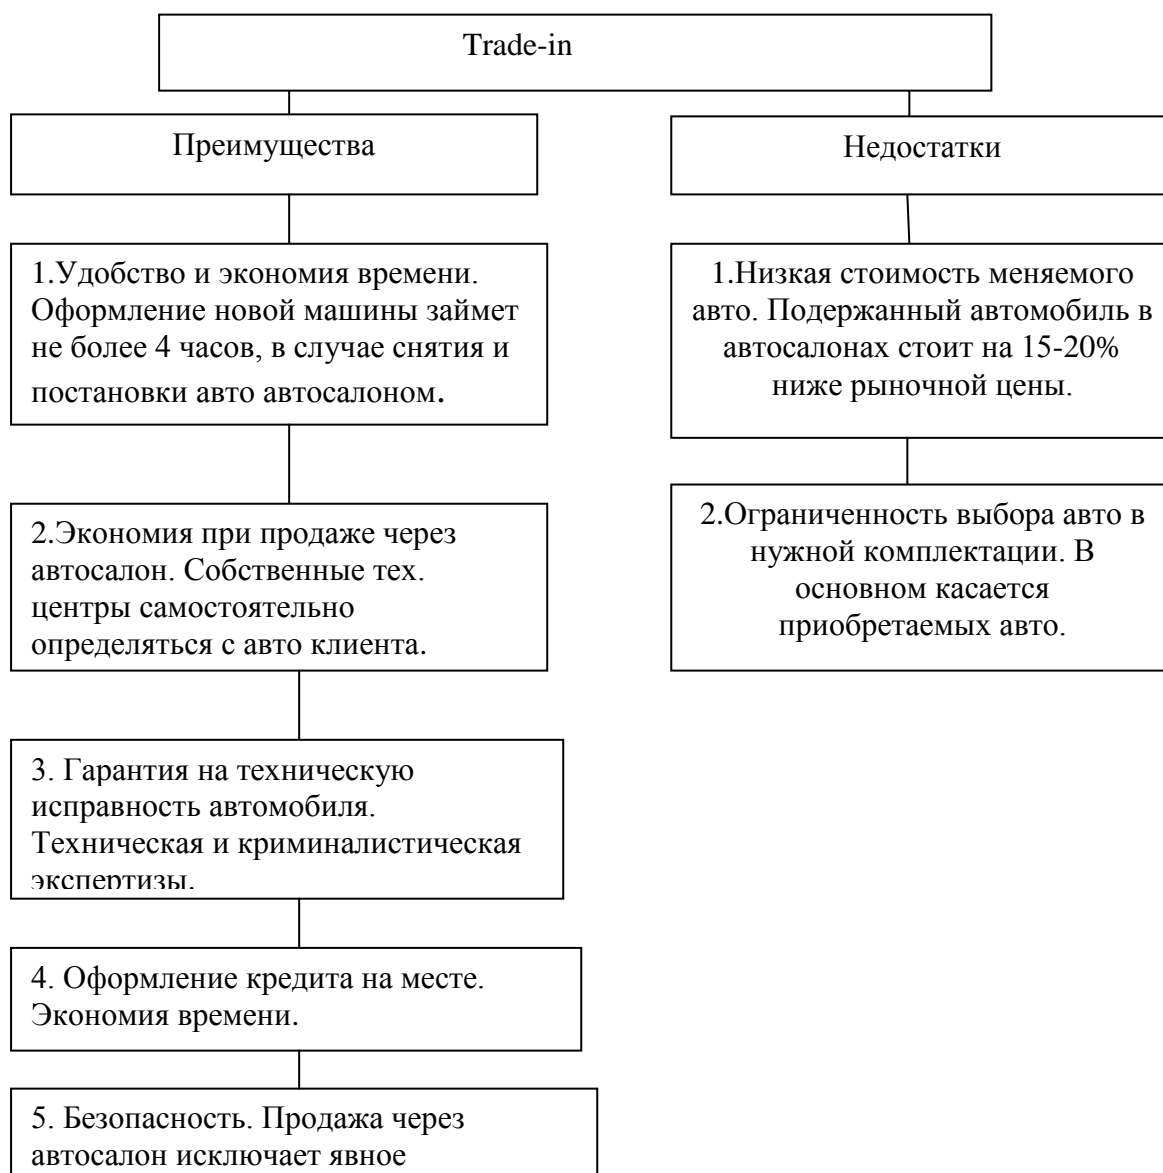 Trade-in
Преимущества
Недостатки
1.Удобство и экономия времени.
Оформление новой машины займет
не более 4 часов, в случае снятия и
постановки авто автосалоном.
2.Экономия при продаже через
автосалон. Собственные тех.
центры самостоятельно
определяться с авто клиента.
3. Гарантия на техническую
исправность автомобиля.
Техническая и криминалистическая
экспертизы.
4. Оформление кредита на месте.
Экономия времени.
5. Безопасность. Продажа через
автосалон исключает явное
1.Низкая стоимость меняемого
авто. Подержанный автомобиль в
автосалонах стоит на 15-20%
ниже рыночной цены.
2.Ограниченность выбора авто в
нужной комплектации. В
основном касается
приобретаемых авто.